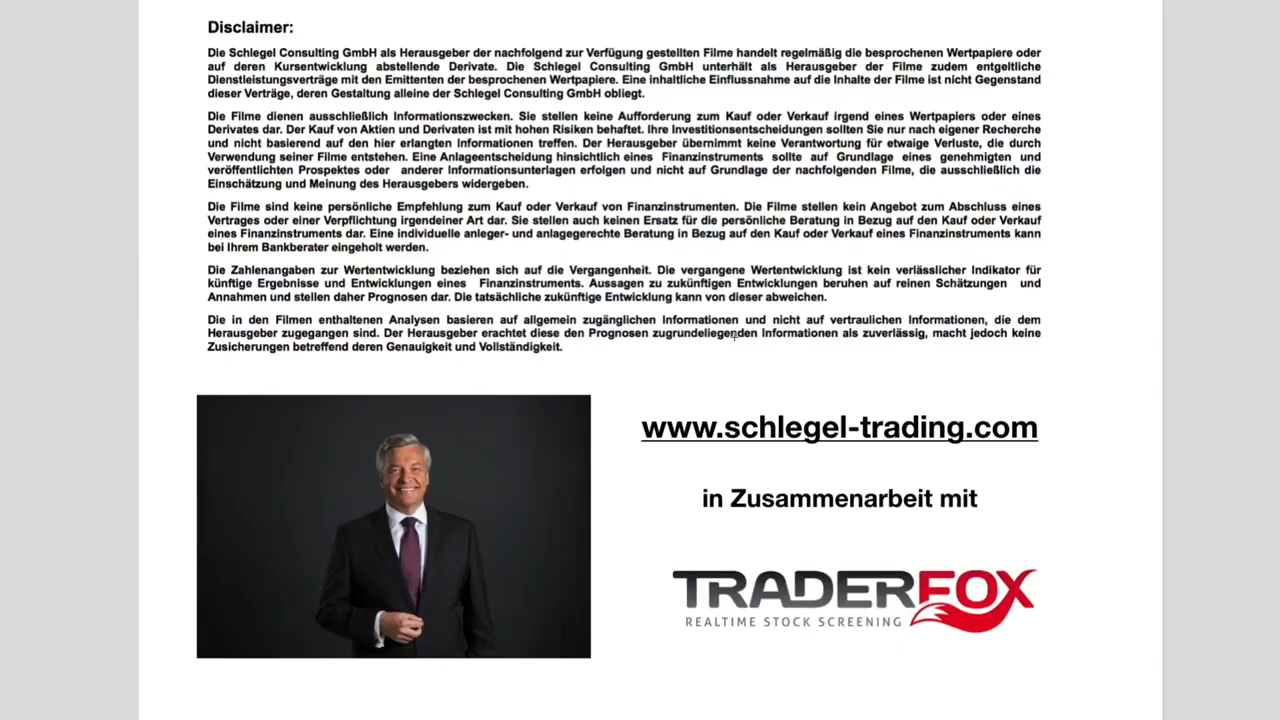 Disclaimer:
Die Schlegel Consulting GmbH als Herausgeber der nachfolgend zur Verfügung gestellten Filme handelt regelmäßig die besprochenen Wertpapiere oder
auf deren Kursentwicklung abstellende Derivate. Die Schlegel Consulting GmbH unterhält als Herausgeber der Filme zudem entgeltliche
Dienstleistungsverträge mit den Emittenten der besprochenen Wertpapiere. Eine inhaltliche Einflussnahme auf die Inhalte der Filme ist nicht Gegenstand
dieser Verträge, deren Gestaltung alleine der Schlegel Consulting GmbH obliegt.
Die Filme dienen ausschließlich Informationszwecken. Sie stellen keine Aufforderung zum Kauf oder Verkauf irgend eines Wertpapiers oder eines
Derivates dar. Der Kauf von Aktien und Derivaten ist mit hohen Risiken behaftet. Ihre Investitionsentscheidungen sollten Sie nur nach eigener Recherche
und nicht basierend auf den hier erlangten Informationen treffen. Der Herausgeber übernimmt keine Verantwortung für etwaige Verluste, die durch
Verwendung seiner Filme entstehen. Eine Anlageentscheidung hinsichtlich eines Finanzinstruments sollte auf Grundlage eines genehmigten und
veröffentlichten Prospektes oder anderer Informationsunterlagen erfolgen und nicht auf Grundlage der nachfolgenden Filme, die ausschließlich die
Einschätzung und Meinung des Herausgebers widergeben.
Die Filme sind keine persönliche Empfehlung zum Kauf oder Verkauf von Finanzinstrumenten. Die Filme stellen kein Angebot zum Abschluss eines
Vertrages oder einer Verpflichtung irgendeiner Art dar. Sie stellen auch keinen Ersatz für die persönliche Beratung in Bezug auf den Kauf oder Verkauf
eines Finanzinstruments dar. Eine individuelle anleger- und anlagegerechte Beratung in Bezug auf den Kauf oder Verkauf eines Finanzinstruments kann
bei Ihrem Bankberater eingeholt werden.
Die Zahlenangaben zur Wertentwicklung beziehen sich auf die Vergangenheit. Die vergangene Wertentwicklung ist kein verlässlicher Indikator für
künftige Ergebnisse und Entwicklungen eines Finanzinstruments. Aussagen zu zukünftigen Entwicklungen beruhen auf reinen Schätzungen und
Annahmen und stellen daher Prognosen dar. Die tatsächliche zukünftige Entwicklung kann von dieser abweichen.
Die in den Filmen enthaltenen Analysen basieren auf allgemein zugänglichen Informationen und nicht auf vertraulichen Informationen, die dem
Herausgeber zugegangen sind. Der Herausgeber erachtet diese den Prognosen zugrundeliegenden Informationen als zuverlässig, macht jedoch keine
Zusicherungen betreffend deren Genauigkeit und Vollständigkeit.
www.schlegel-trading.com
in Zusammenarbeit mit
TRADERFOX
REALTIME STOCK SCREENING